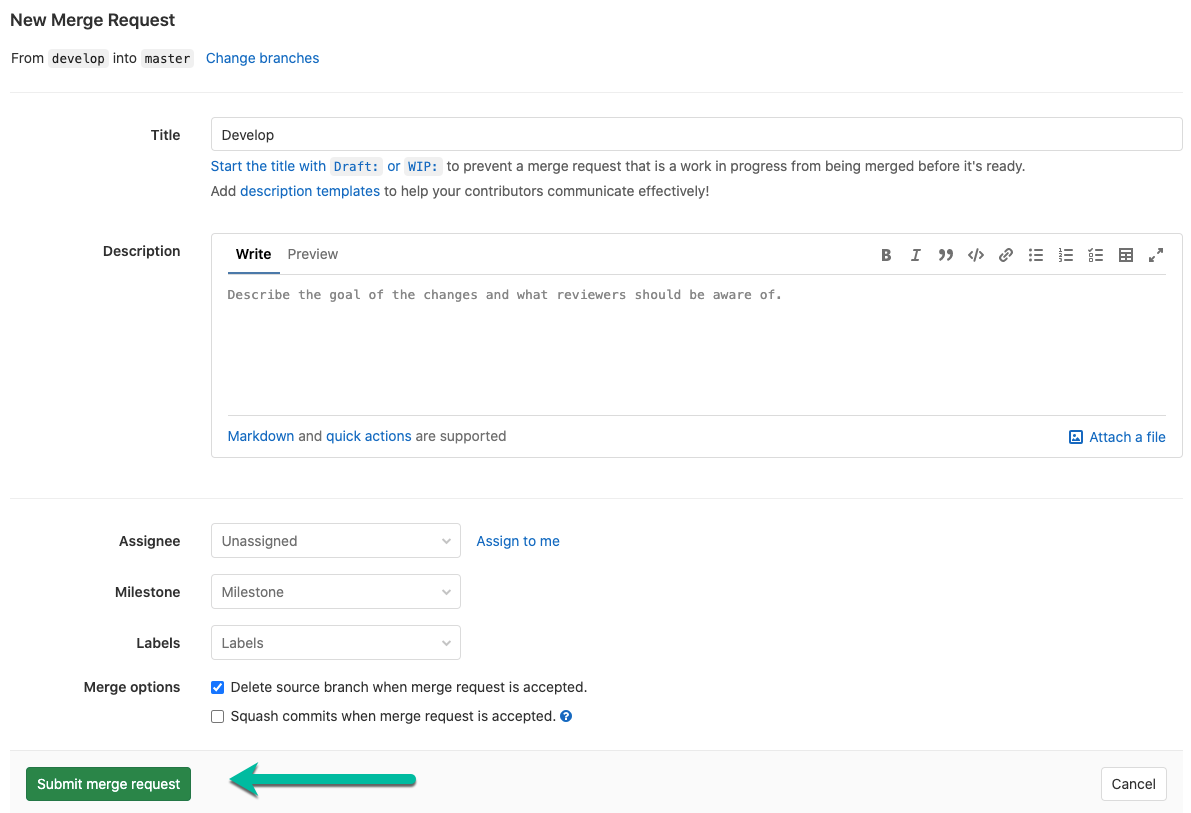 New Merge Request
From develop into master Change branches
Title
Develop
Start the title with Draft: or WIP: to prevent a merge request that is a work in progress from being merged before it's ready.
Add description templates to help your contributors communicate effectively!
Description
Write Preview
Describe the goal of the changes and what reviewers should be aware of.
Markdown and quick actions are supported
Attach a file
Assignee
Unassigned
Assign to me
Milestone
Milestone
Labels
Labels
Merge options
Delete source branch when merge request is accepted.
Squash commits when merge request is accepted.
Submit merge request
Cancel